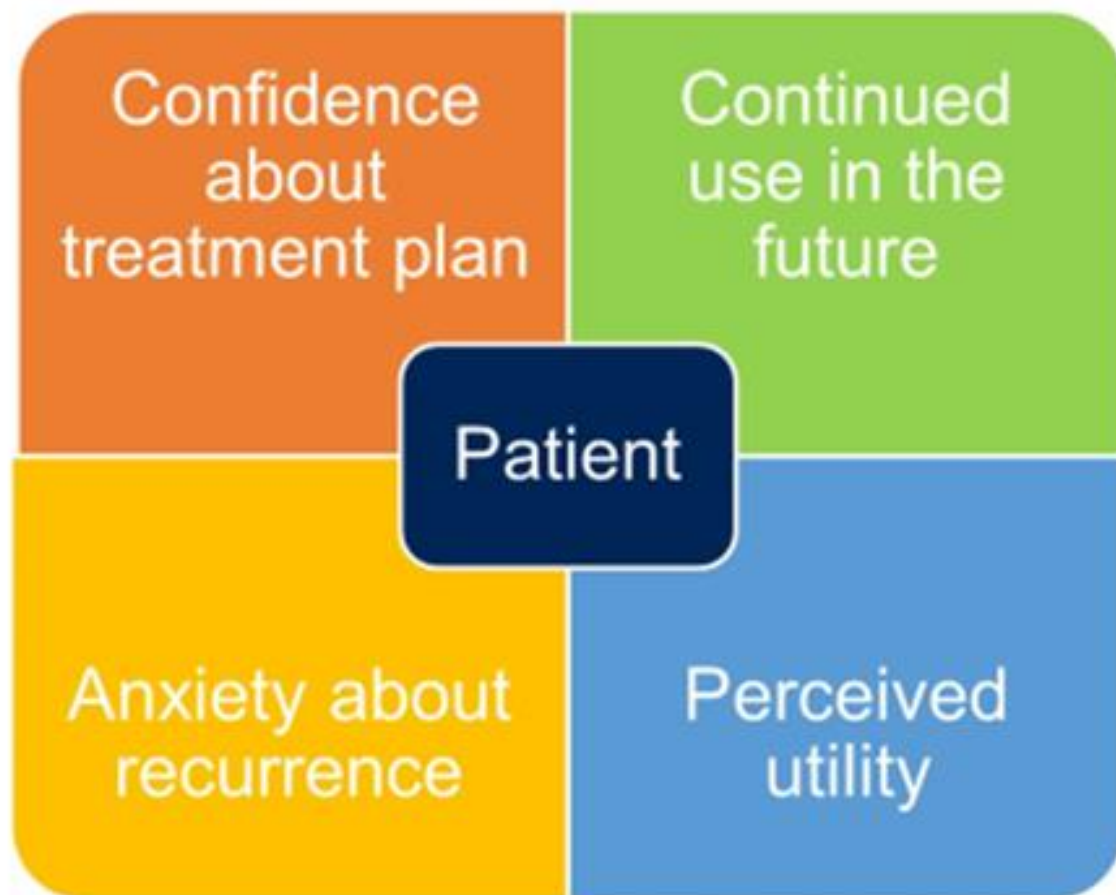 Confidence
about
treatment plan
Continued
use in the
future
Patient
Anxiety about
recurrence
Perceived
utility